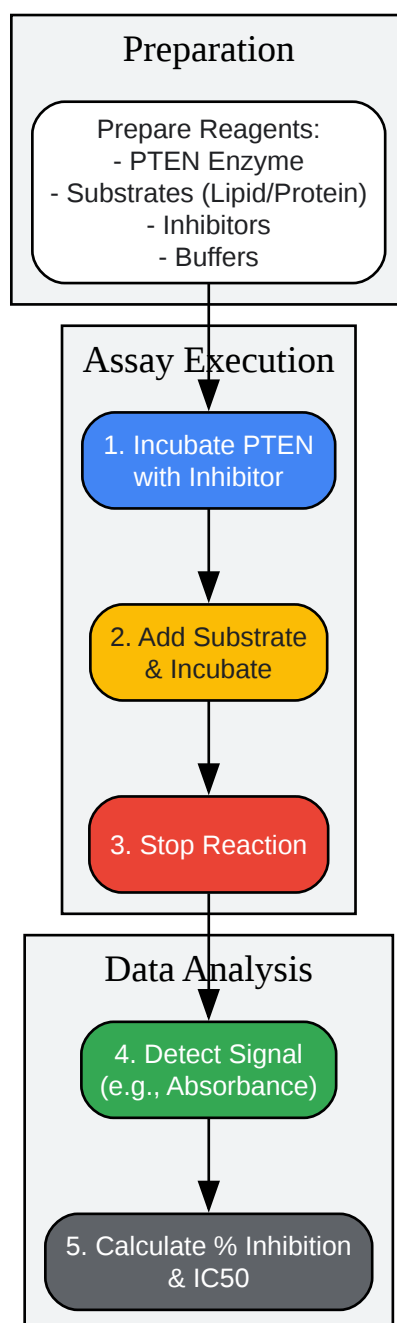 Preparation
Prepare Reagents:
- PTEN Enzyme
- Substrates (Lipid/Protein)
- Inhibitors
- Buffers
Assay Execution
1. Incubate PTEN
with Inhibitor
2. Add Substrate
& Incubate
3. Stop Reaction
Data Analysis
4. Detect Signal
(e.g., Absorbance)
5. Calculate % Inhibition
& IC50